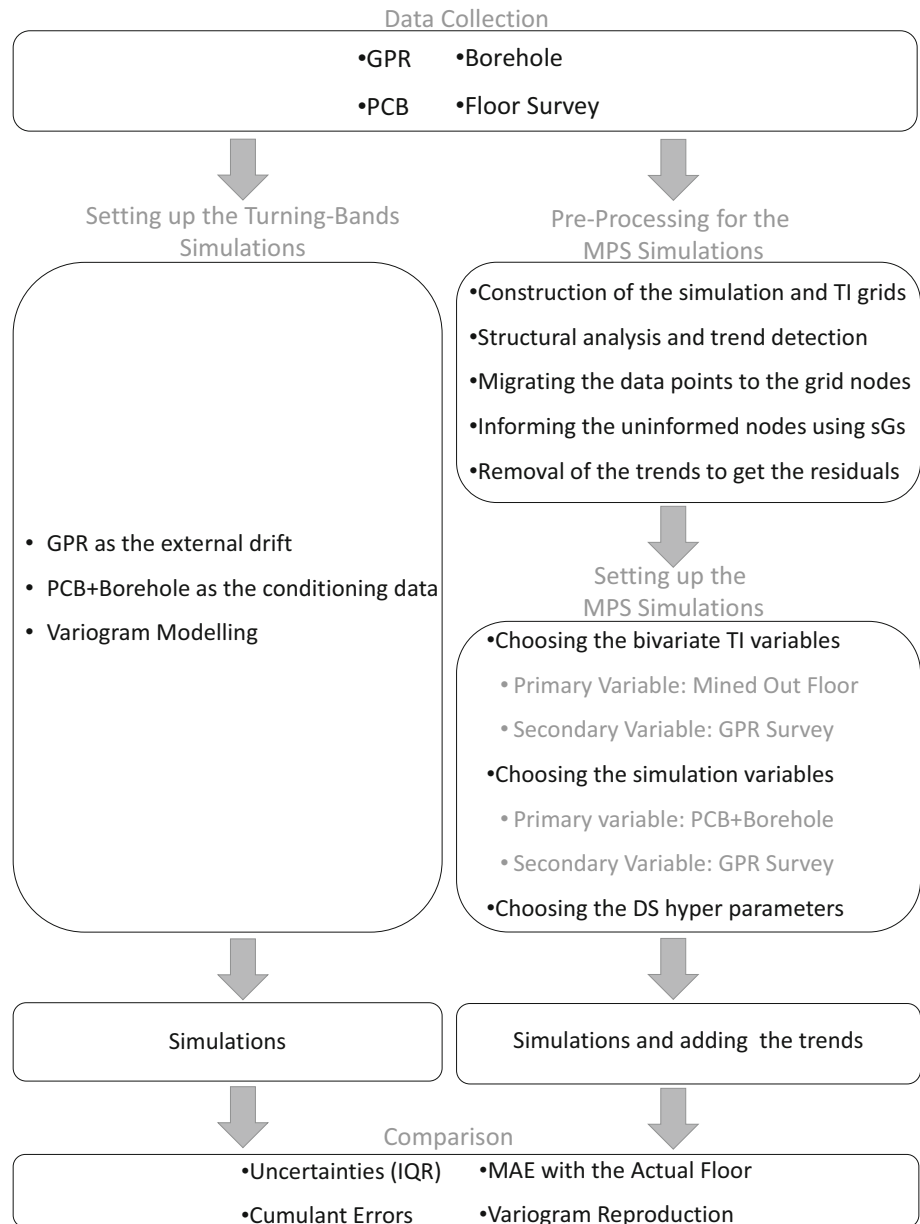 Data Collection
•GPR •Borehole
•PCB •Floor Survey
Setting up the Turning-Bands
Simulations
• GPR as the external drift
• PCB+Borehole as the conditioning data
• Variogram Modelling
Simulations
Pre-Processing for the
MPS Simulations
•Construction of the simulation and TI grids
•Structural analysis and trend detection
•Migrating the data points to the grid nodes
•Informing the uninformed nodes using sGs
•Removal of the trends to get the residuals
Setting up the
MPS Simulations
•Choosing the bivariate TI variables
• Primary Variable: Mined Out Floor
• Secondary Variable: GPR Survey
•Choosing the simulation variables
• Primary variable: PCB+Borehole
• Secondary Variable: GPR Survey
•Choosing the DS hyper parameters
Simulations and adding the trends
Comparison
•Uncertainties (IQR) •MAE with the Actual Floor
•Cumulant Errors •Variogram Reproduction